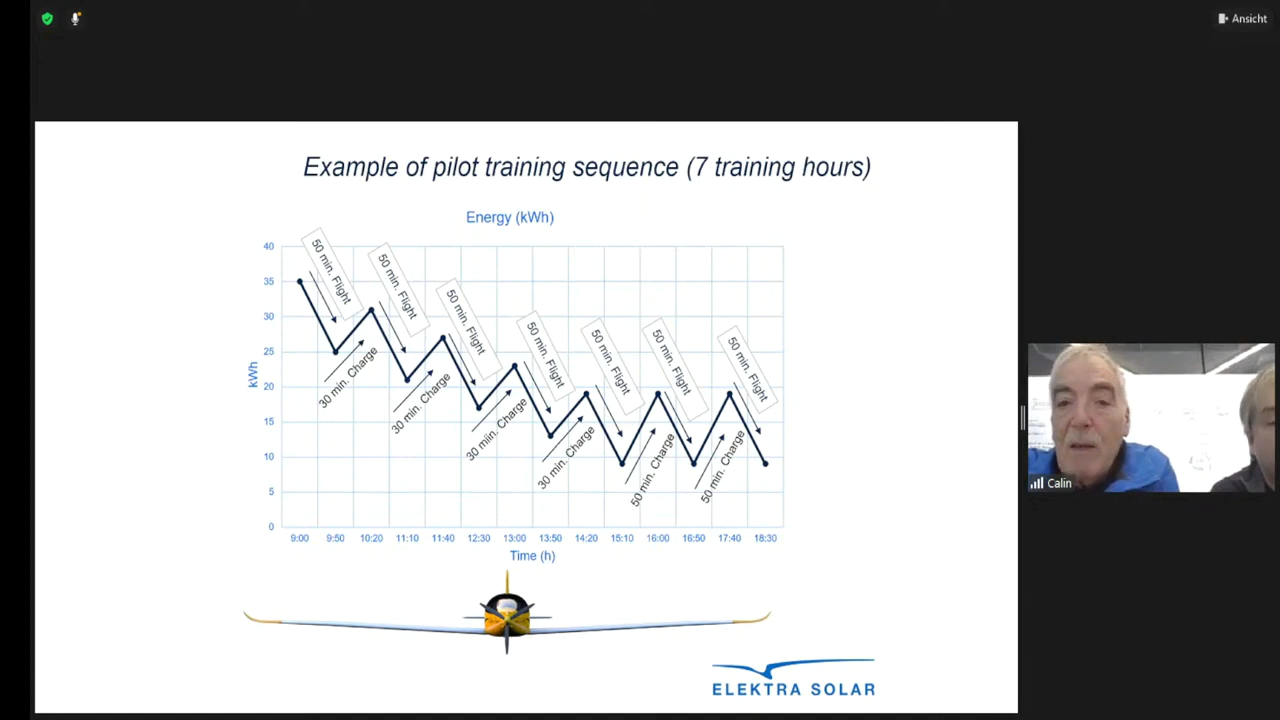 Ansicht
Example of pilot training sequence (7 training hours)
Energy (kWh)
40
35
30
25
20
15
10
5
0
kWh
50 min. Flight
50 min. Flight
50 min. Flight
50 min. Flight
50 min. Flight
50 min. Flight
50 min. Flight
30 min. Charge
30 min. Charge
30 min. Charge
30 min. Charge
50 min. Charge
50 min. Charge
9:00 9:50 10:20 11:10 11:40 12:30 13:00 13:50 14:20 15:10 16:00 16:50 17:40 18:30
Time (h)
Calin
ELEKTRA SOLAR